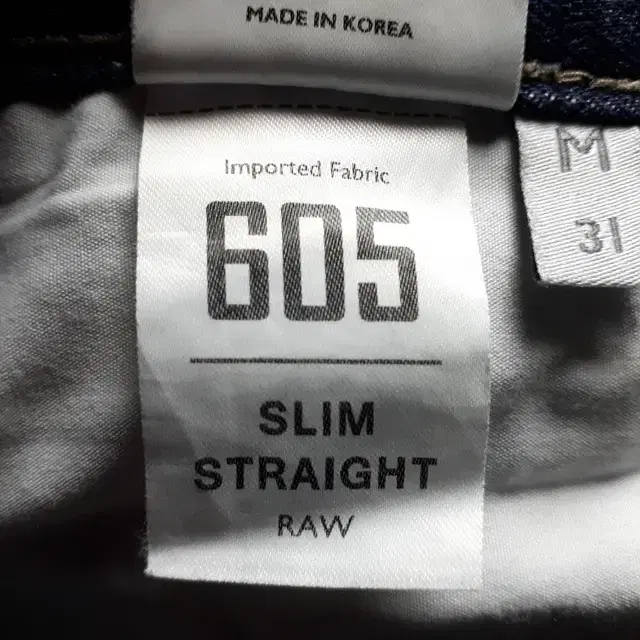 MADE IN KOREA
Imported Fabric
605
SLIM
STRAIGHT
RAW
M
31